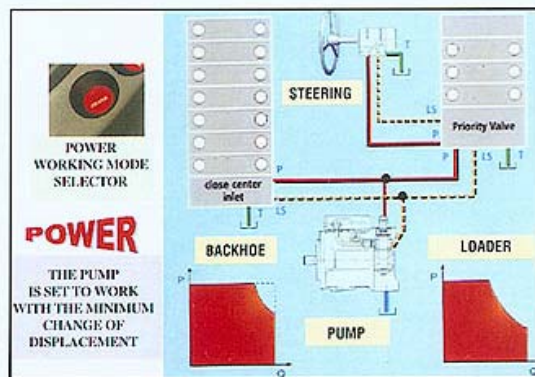 POWER
WORKING MODE
SELECTOR
POWER
THE PUMP
IS SET TO WORK
WITH THE MINIMUM
CHANGE OF
DISPLACEMENT
STEERING
T
LS
P
Priority Valve
P
LS
T
close center
inlet
P
LS
T
BACKHOE
LOADER
PUMP
P
Q
P
Q